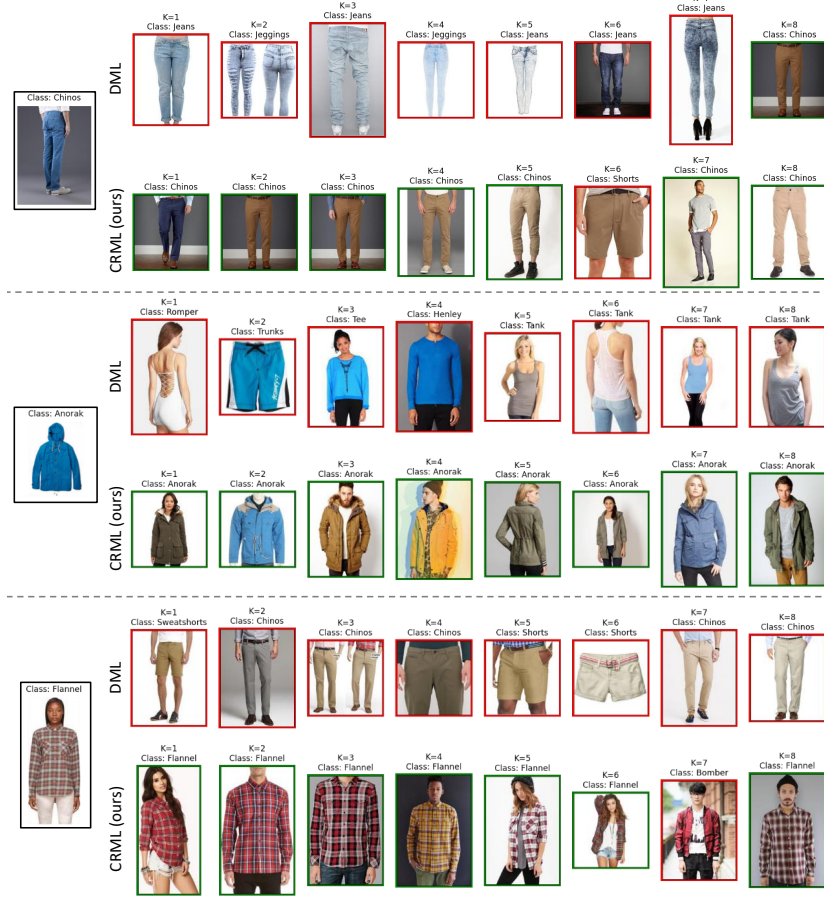 K=1
Class: Jeans
K=2
Class: Jeggings
K=3
Class: Jeans
K=4
Class: Jeggings
K=5
Class: Jeans
K=6
Class: Jeans
Class: Jeans
K=8
Class: Chinos
DML
Class: Chinos
K=1
Class: Chinos
K=2
Class: Chinos
K=3
Class: Chinos
K=4
Class: Chinos
K=5
Class: Chinos
K=6
Class: Shorts
K=7
Class: Chinos
K=8
Class: Chinos
CRML (ours)
K=1
Class: Romper
K=2
Class: Trunks
K=3
Class: Tee
K=4
Class: Henley
K=5
Class: Tank
K=6
Class: Tank
K=7
Class: Tank
K=8
Class: Tank
DML
Class: Anorak
K=1
Class: Anorak
K=2
Class: Anorak
K=3
Class: Anorak
K=4
Class: Anorak
K=5
Class: Anorak
K=6
Class: Anorak
K=7
Class: Anorak
K=8
Class: Anorak
CRML (ours)
K=1
Class: Sweatshorts
K=2
Class: Chinos
K=3
Class: Chinos
K=4
Class: Chinos
K=5
Class: Shorts
K=6
Class: Shorts
K=7
Class: Chinos
K=8
Class: Chinos
DML
Class: Flannel
K=1
Class: Flannel
K=2
Class: Flannel
K=3
Class: Flannel
K=4
Class: Flannel
K=5
Class: Flannel
K=6
Class: Flannel
K=7
Class: Bomber
K=8
Class: Flannel
CRML (ours)